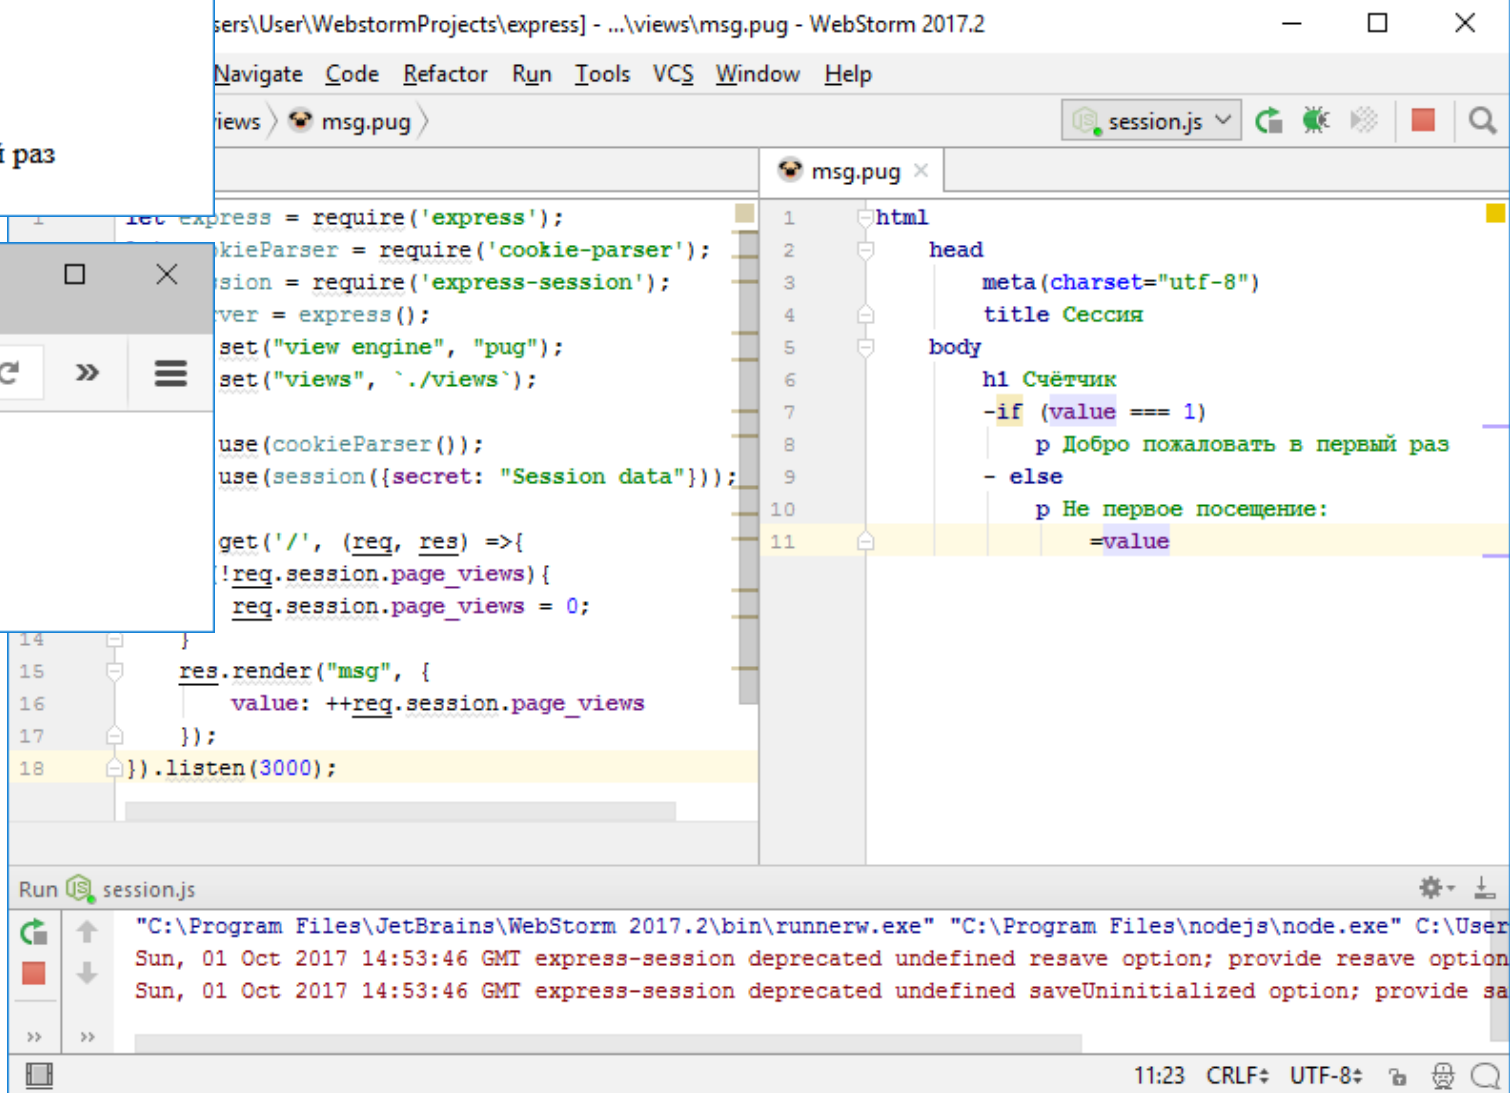 sers\User\WebstormProjects\express] - ...\views\msg.pug - WebStorm 2017.2
Navigate Code Refactor Run Tools VCS Window Help
iews msg.pug
session.js
й раз
msg.pug
1 let express = require('express');
kieParser = require('cookie-parser');
sion = require('express-session');
ver = express();
set("view engine", "pug");
set("views", `./views`);
use(cookieParser());
use(session({secret: "Session data"}));
get('/', (req, res) =>{
(!req.session.page_views){
req.session.page_views = 0;
14 }
15 res.render("msg", {
16 value: ++req.session.page_views
17 });
18 }).listen(3000);
1 html
2 head
3 meta(charset="utf-8")
4 title Сессия
5 body
6 h1 Счётчик
7 -if (value === 1)
8 p Добро пожаловать в первый раз
9 - else
10 p Не первое посещение:
11 =value
Run session.js
"C:\Program Files\JetBrains\WebStorm 2017.2\bin\runnerw.exe" "C:\Program Files\nodejs\node.exe" C:\User
Sun, 01 Oct 2017 14:53:46 GMT express-session deprecated undefined resave option; provide resave option
Sun, 01 Oct 2017 14:53:46 GMT express-session deprecated undefined saveUninitialized option; provide sa
11:23 CRLF UTF-8